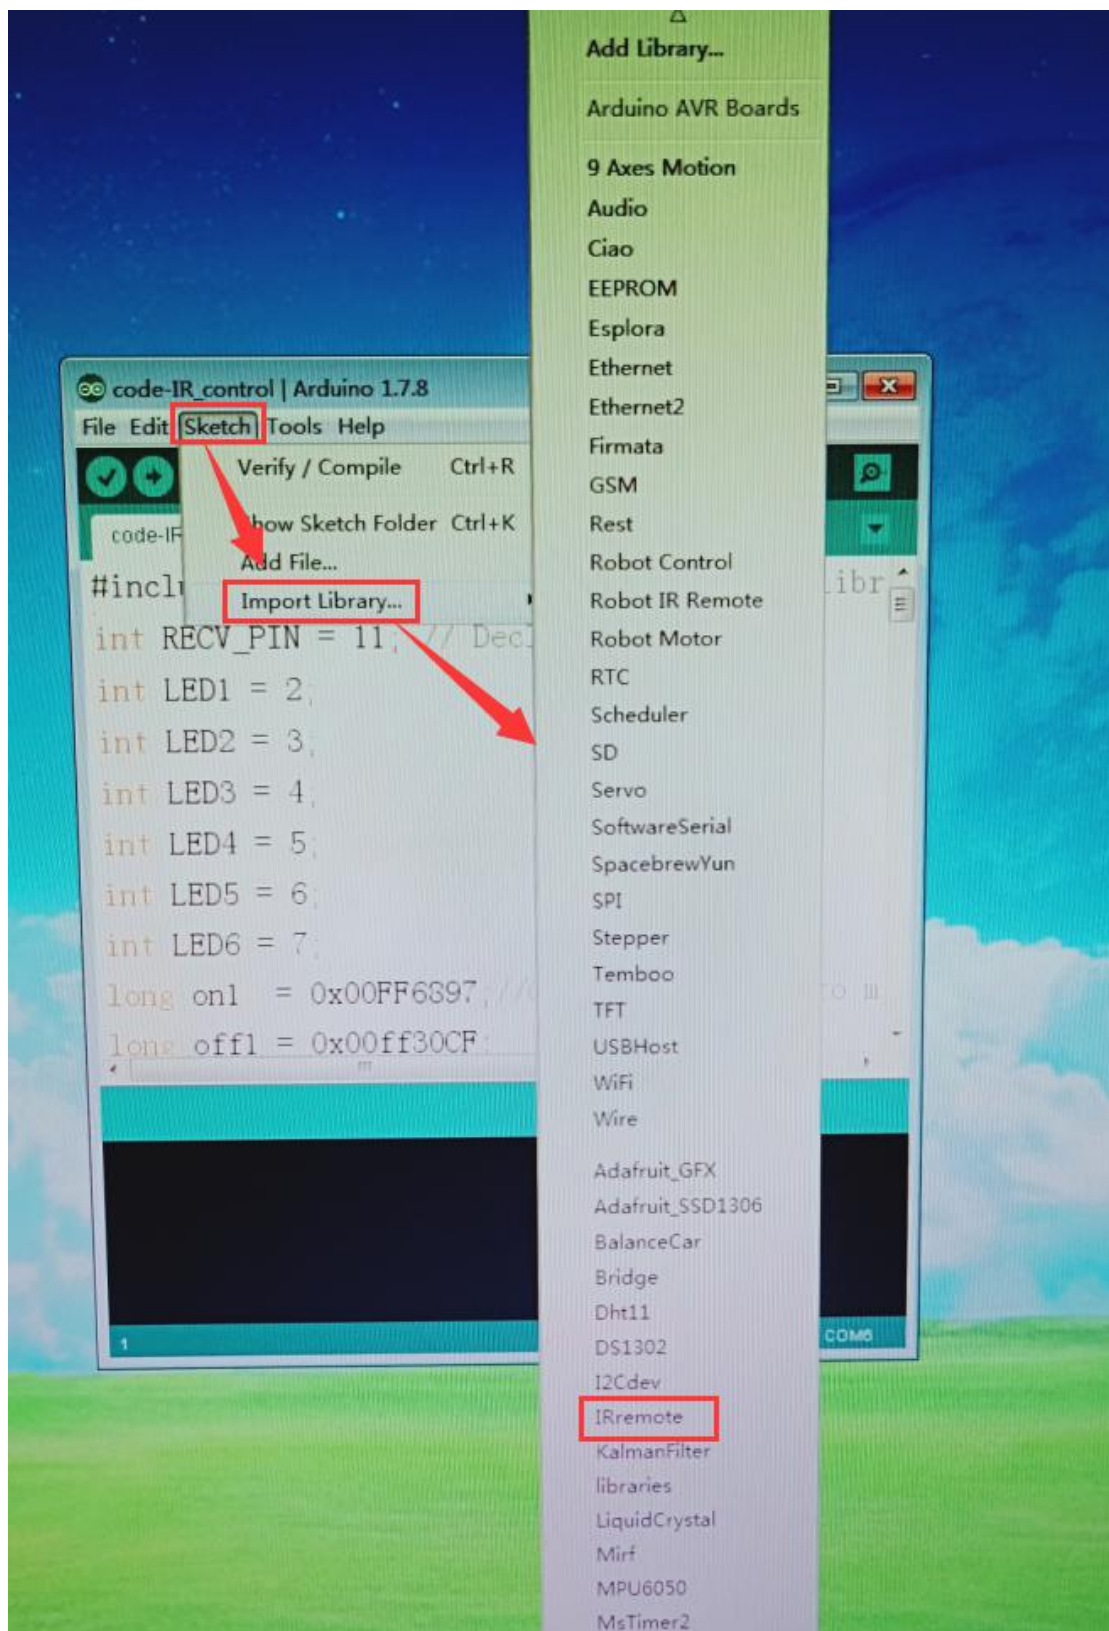 code-IR_control | Arduino 1.7.8
File Edit Sketch Tools Help
Verify / Compile Ctrl+R
Show Sketch Folder Ctrl+K
Add File...
Import Library...
code-IR
#inclu
libr
int RECV_PIN = 11; // Decl
int LED1 = 2;
int LED2 = 3;
int LED3 = 4;
int LED4 = 5;
int LED5 = 6;
int LED6 = 7;
long on1 = 0x00FF6897;//
long off1 = 0x00ff30CF;
1
COM6
Add Library...
Arduino AVR Boards
9 Axes Motion
Audio
Ciao
EEPROM
Esplora
Ethernet
Ethernet2
Firmata
GSM
Rest
Robot Control
Robot IR Remote
Robot Motor
RTC
Scheduler
SD
Servo
SoftwareSerial
SpacebrewYun
SPI
Stepper
Temboo
TFT
USBHost
WiFi
Wire
Adafruit_GFX
Adafruit_SSD1306
BalanceCar
Bridge
Dht11
DS1302
I2Cdev
IRremote
KalmanFilter
libraries
LiquidCrystal
Mirf
MPU6050
MsTimer2